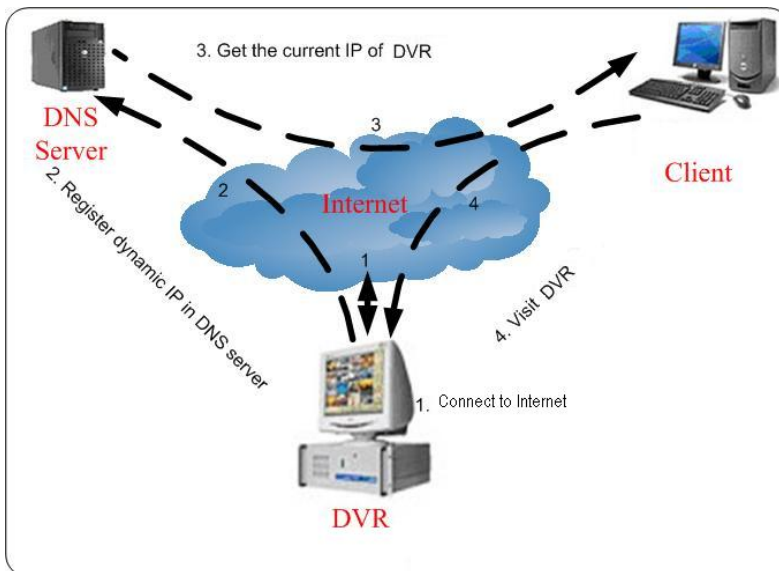 3. Get the current IP of DVR
DNS
Server
Client
3
2
Internet
4
2. Register dynamic IP in DNS server
1
4. Visit DVR
1. Connect to Internet
DVR